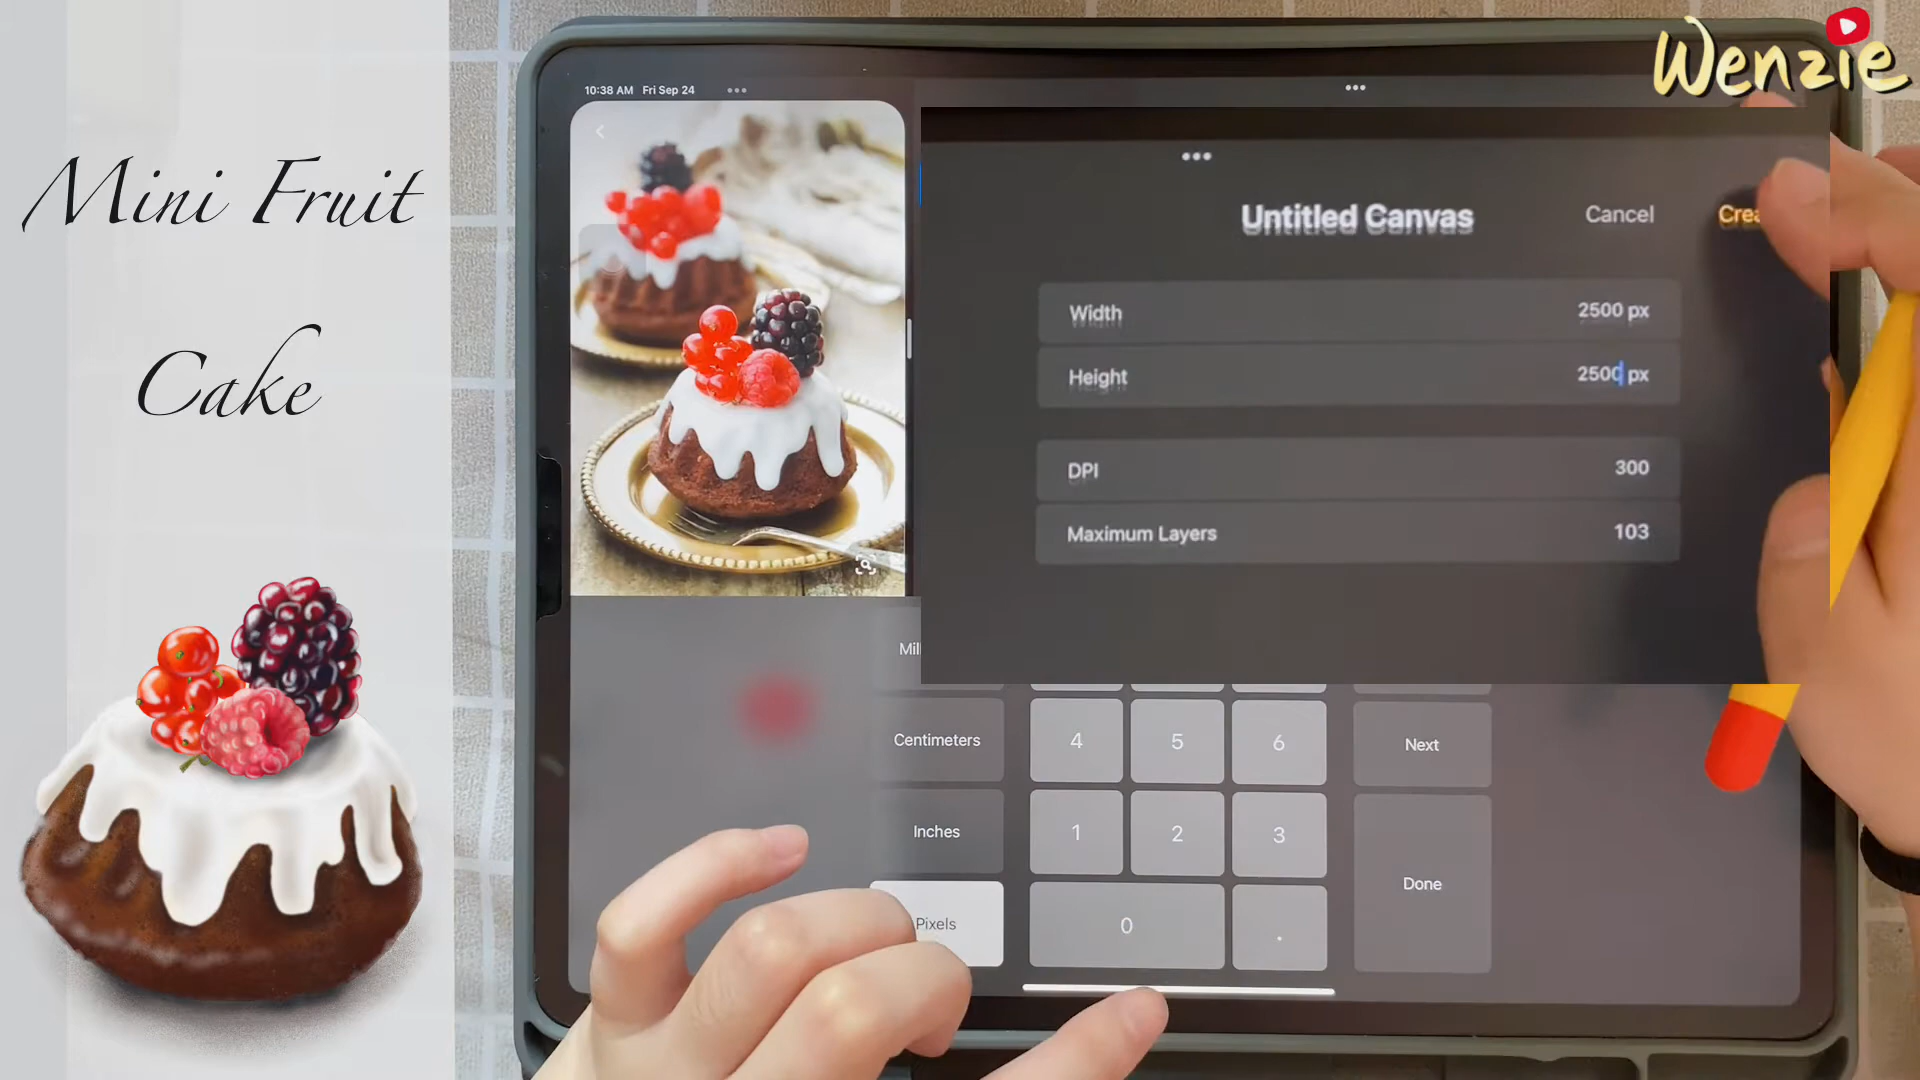 Mini Fruit
Cake
Wenzie
10:38 AM Fri Sep 24
Untitled Canvas
Cancel
Width 2500 px
Height 2500 px
DPI 300
Maximum Layers 103
Centimeters
4 5 6
Next
Inches
1 2 3
Done
Pixels
0 .